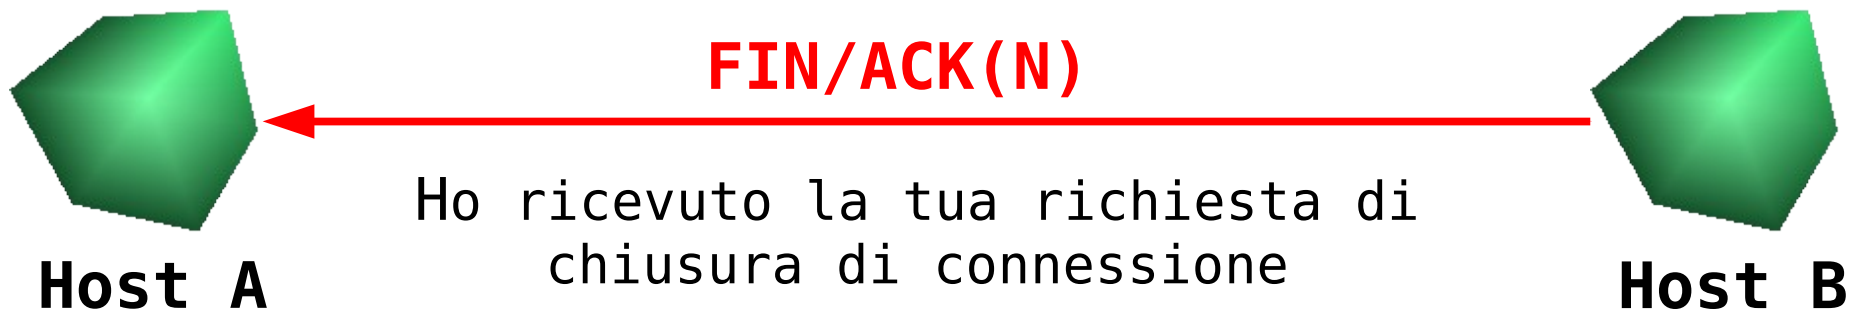 FIN/ACK(N)
Ho ricevuto la tua richiesta di
chiusura di connessione
Host A
Host B